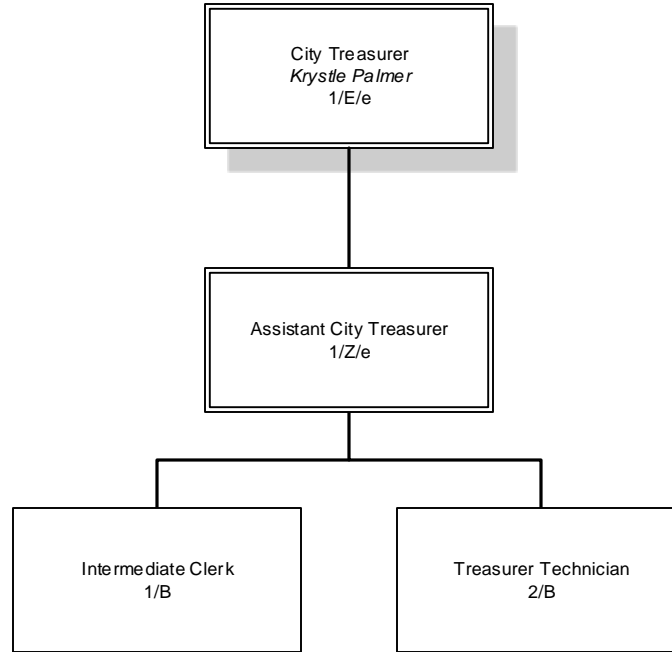 City Treasurer
Krystle Palmer
1/E/e
Assistant City Treasurer
1/Z/e
Intermediate Clerk
1/B
Treasurer Technician
2/B